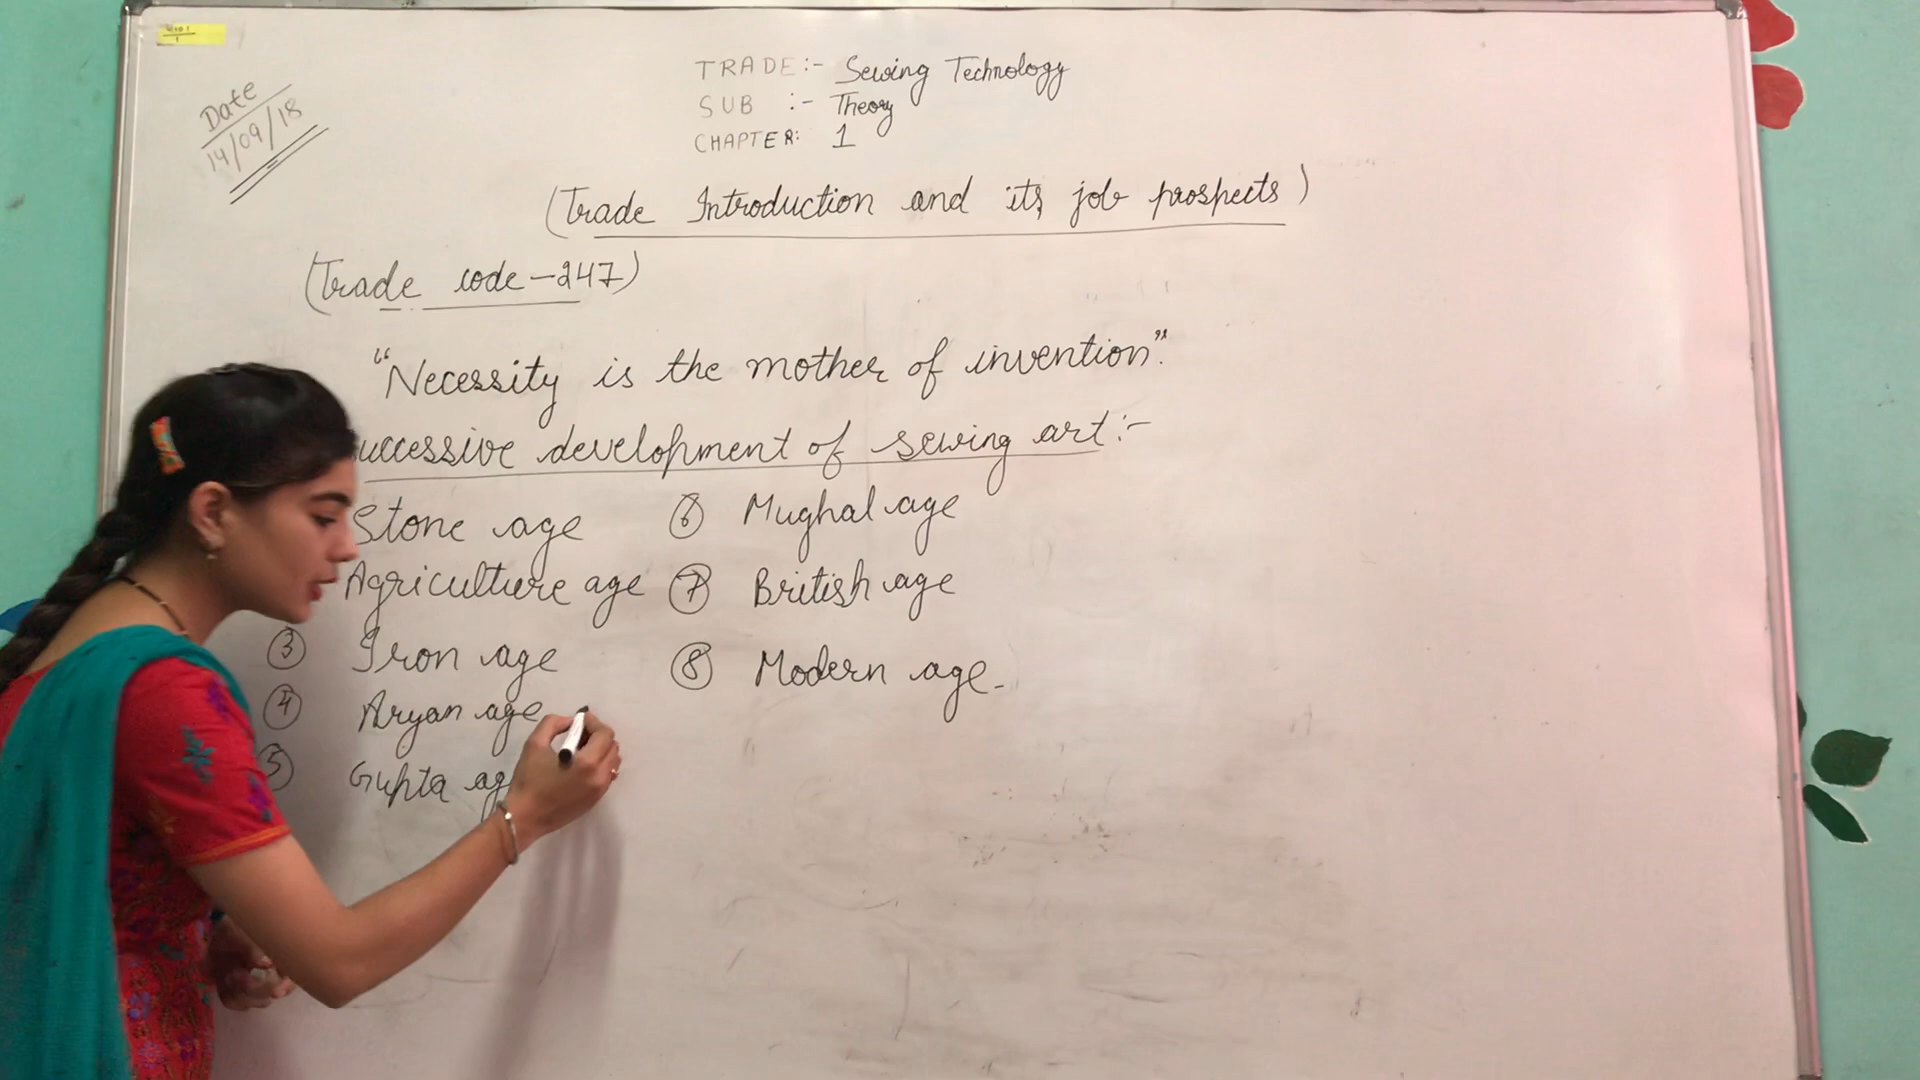 Date
14/09/18
TRADE:- Sewing Technology
SUB :- Theory
CHAPTER: 1
(Trade Introduction and its job prospects)
(Trade code-247)
"Necessity is the mother of invention".
uccessive development of sewing art:-
Stone age
Agriculture age
③ Iron age
④ Aryan age
⑤ Gupta ag
⑥ Mughal age
⑦ British age
⑧ Modern age.